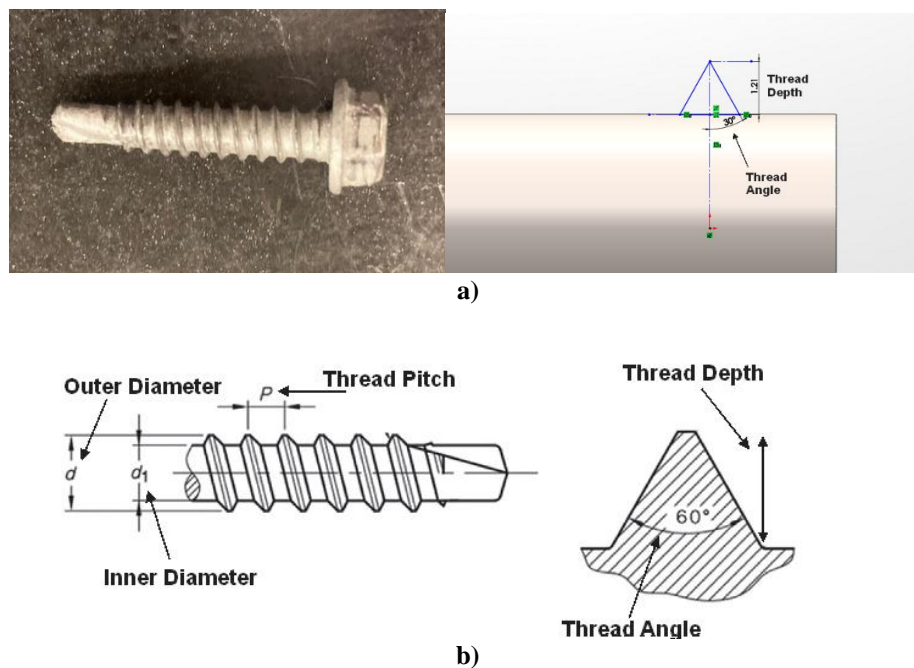 1.21
Thread
Depth
30°
Thread
Angle
a)
Outer Diameter
P
Thread Pitch
Thread Depth
d
d1
60°
Inner Diameter
Thread Angle
b)